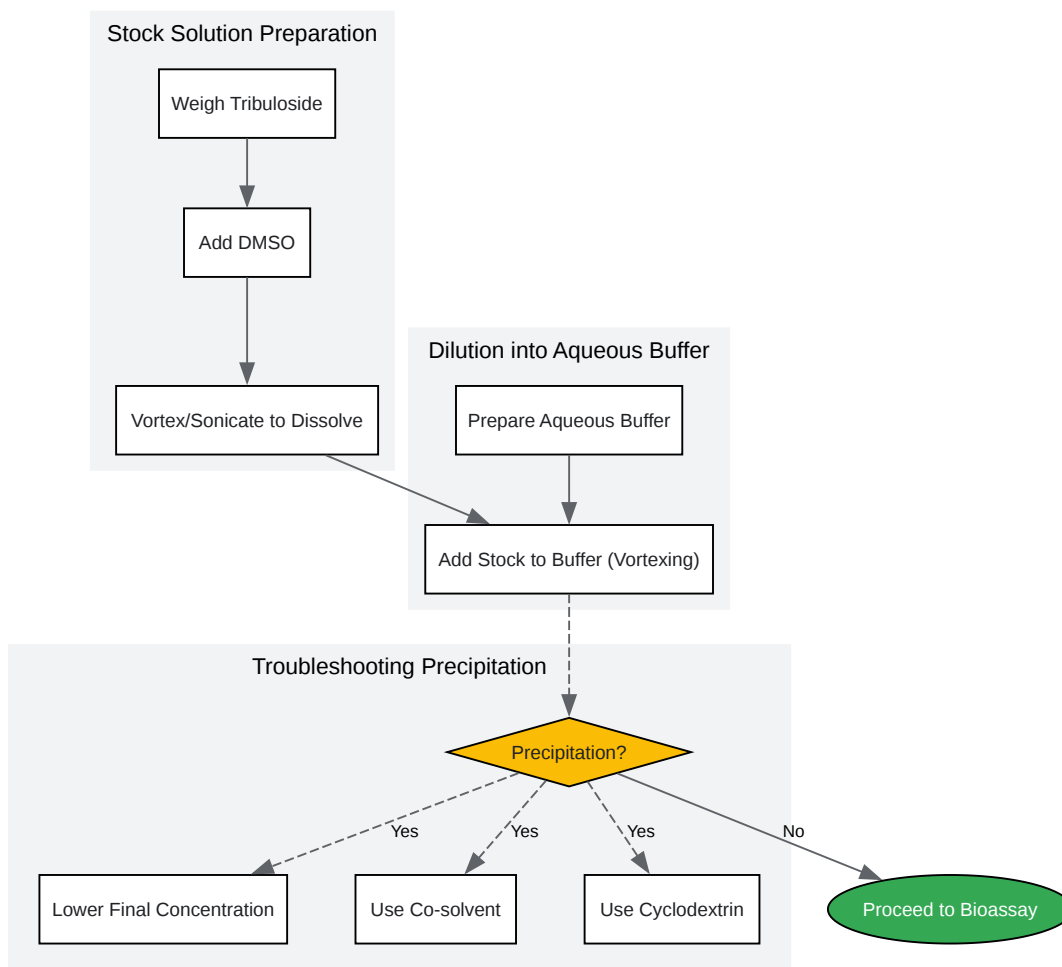 Stock Solution Preparation
Weigh Tribuloside
Add DMSO
Vortex/Sonicate to Dissolve
Dilution into Aqueous Buffer
Prepare Aqueous Buffer
Add Stock to Buffer (Vortexing)
Troubleshooting Precipitation
Precipitation?
Yes
Yes
Yes
No
Lower Final Concentration
Use Co-solvent
Use Cyclodextrin
Proceed to Bioassay